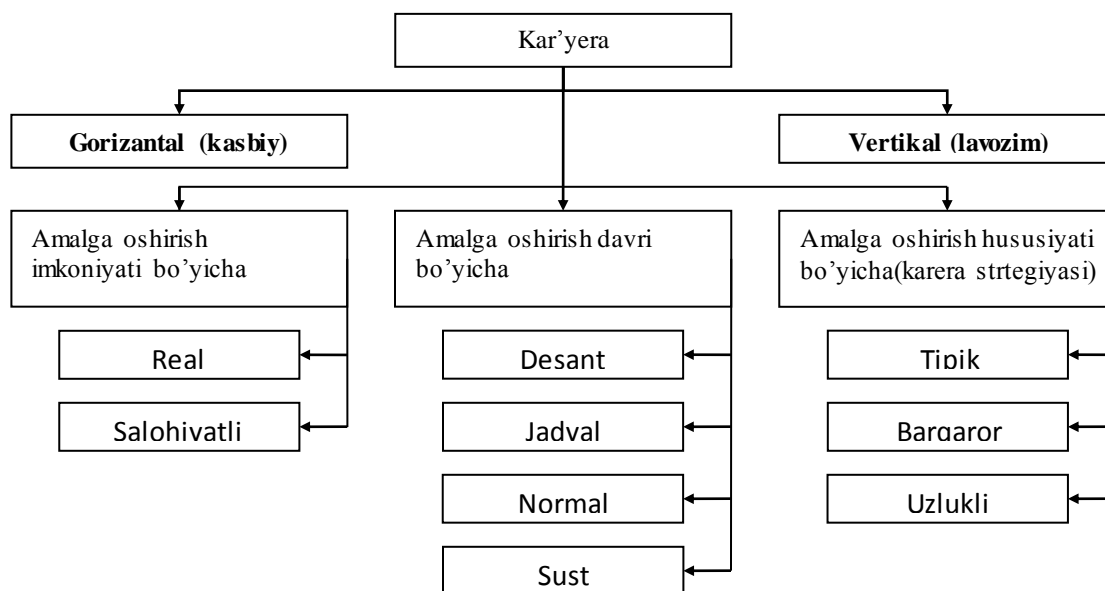 Kar’yera
Gorizantal (kasbiy)
Vertikal (lavozim)
Amalga oshirish
imkoniyati bo’yicha
Amalga oshirish davri
bo’yicha
Amalga oshirish hususiyati
bo’yicha(karera strtegiyasi)
Real
Desant
Tipik
Salohiyatli
Jadval
Barqaror
Normal
Uzlukli
Sust